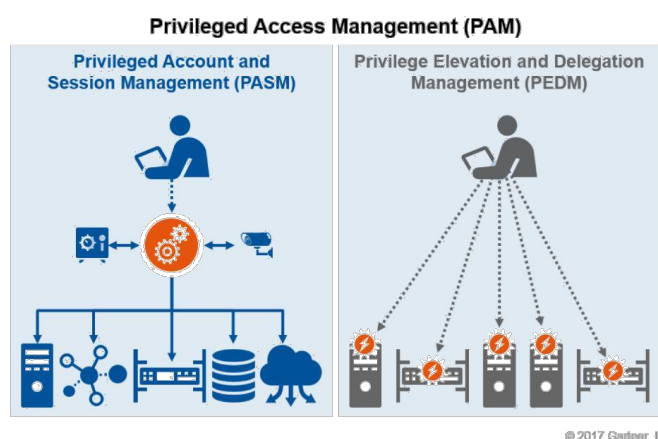 Privileged Access Management (PAM)
Privileged Account and
Session Management (PASM)
Privilege Elevation and Delegation
Management (PEDM)
© 2017 Gartner, I